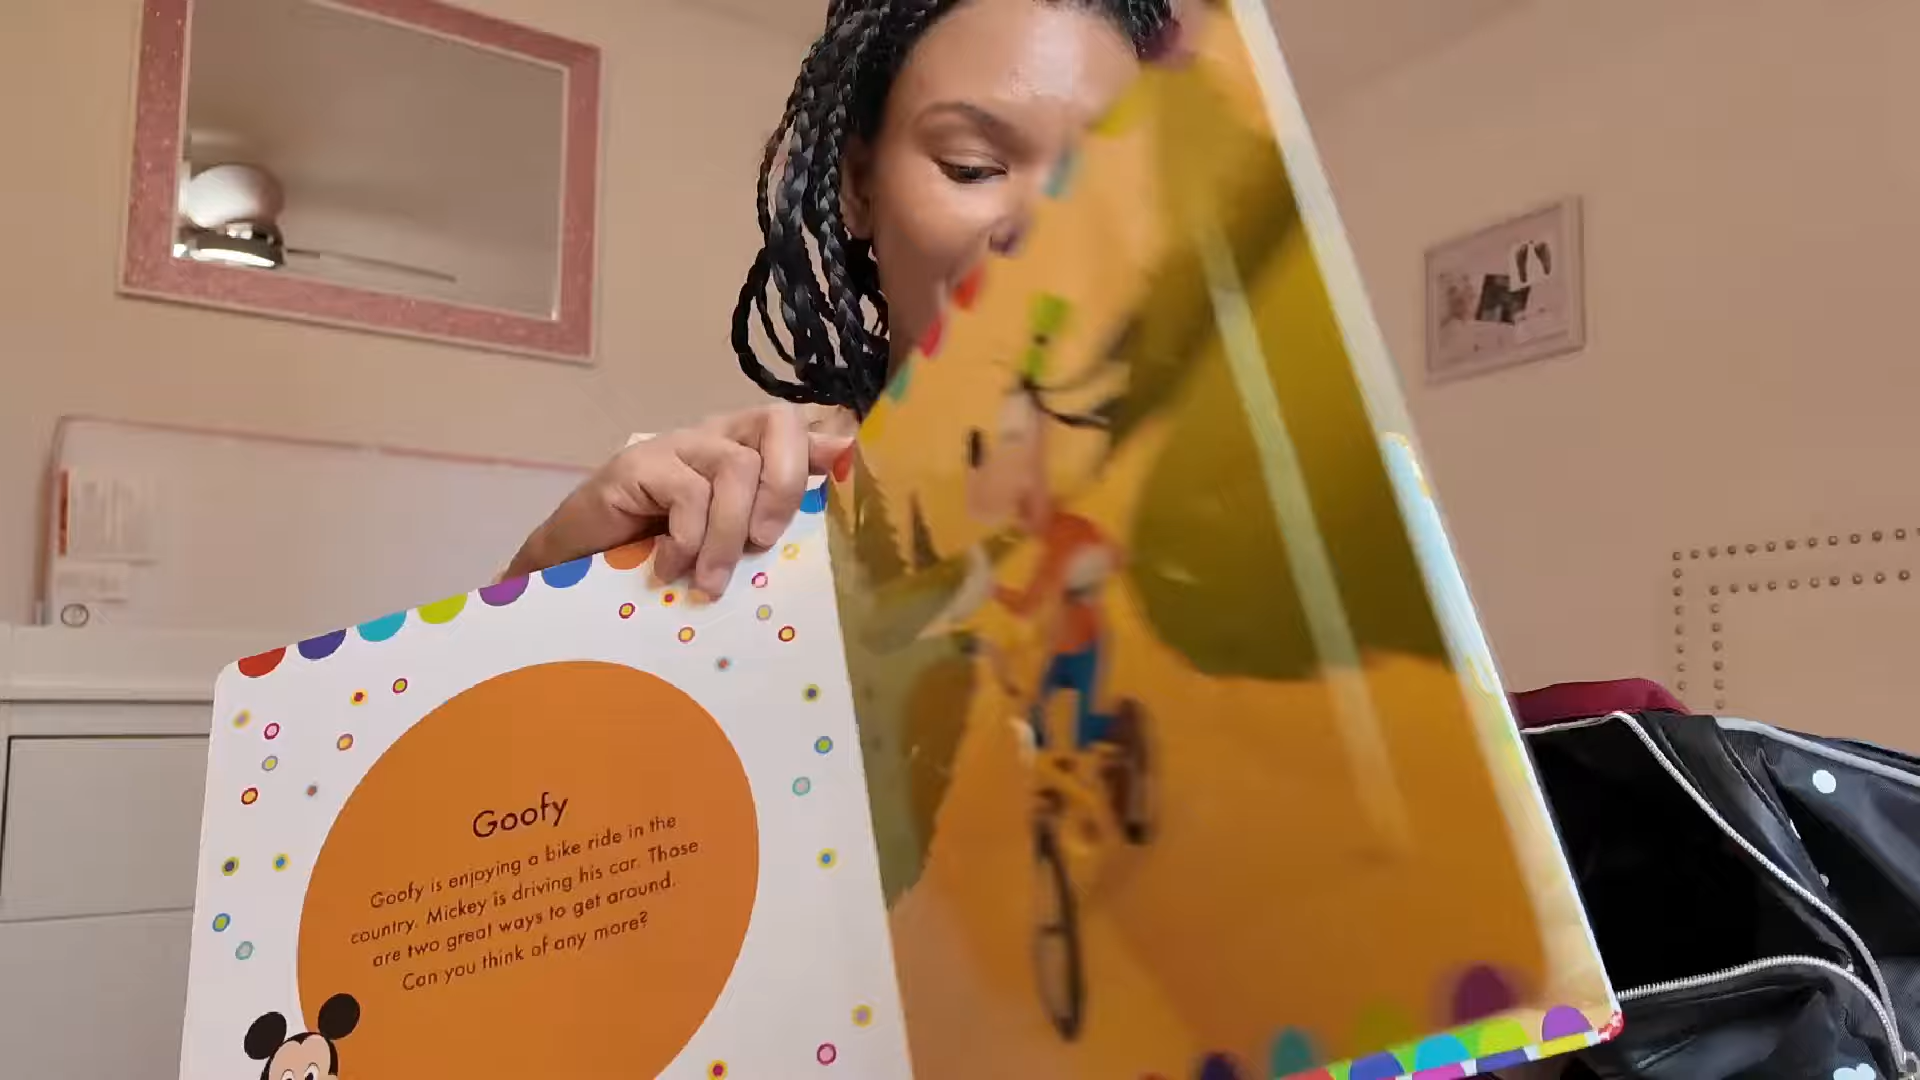 Goofy
Goofy is enjoying a bike ride in the
country. Mickey is driving his car. Those
are two great ways to get around.
Can you think of any more?